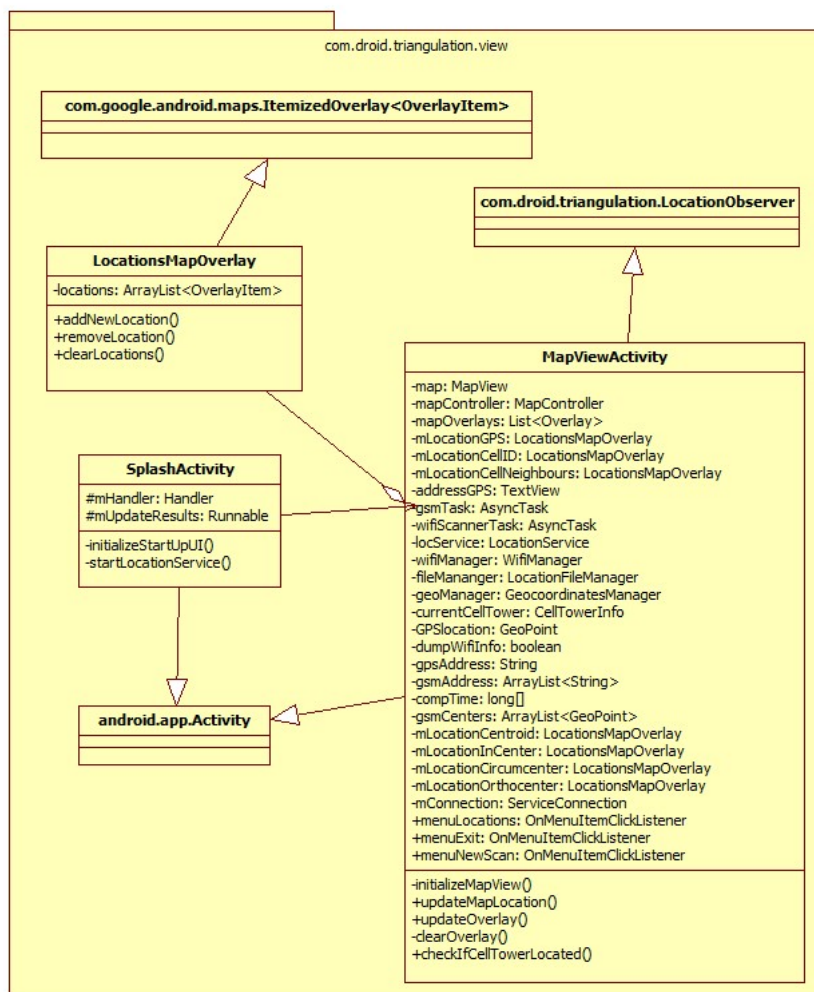 com.droid.triangulation.view
com.google.android.maps.ItemizedOverlay<OverlayItem>
com.droid.triangulation.LocationObserver
LocationsMapOverlay
-locations: ArrayList<OverlayItem>
+addNewLocation()
+removeLocation()
+clearLocations()
MapViewActivity
-map: MapView
-mapController: MapController
-mapOverlays: List<Overlay>
-mLocationGPS: LocationsMapOverlay
-mLocationCellID: LocationsMapOverlay
-mLocationCellNeighbours: LocationsMapOverlay
-addressGPS: TextView
-gsmTask: AsyncTask
-wifiScannerTask: AsyncTask
-locService: LocationService
-wifiManager: WifiManager
-fileMananger: LocationFileManager
-geoManager: GeocoordinatesManager
-currentCellTower: CellTowerInfo
-GPSlocation: GeoPoint
-dumpWifiInfo: boolean
-gpsAddress: String
-gsmAddress: ArrayList<String>
-compTime: long[]
-gsmCenters: ArrayList<GeoPoint>
-mLocationCentroid: LocationsMapOverlay
-mLocationInCenter: LocationsMapOverlay
-mLocationCircumcenter: LocationsMapOverlay
-mLocationOrthocenter: LocationsMapOverlay
-mConnection: ServiceConnection
+menuLocations: OnMenuItemClickListener
+menuExit: OnMenuItemClickListener
+menuNewScan: OnMenuItemClickListener
-initializeMapView()
+updateMapLocation()
+updateOverlay()
-clearOverlay()
+checkIfCellTowerLocated()
SplashActivity
#mHandler: Handler
#mUpdateResults: Runnable
-initializeStartUpUI()
-startLocationService()
android.app.Activity